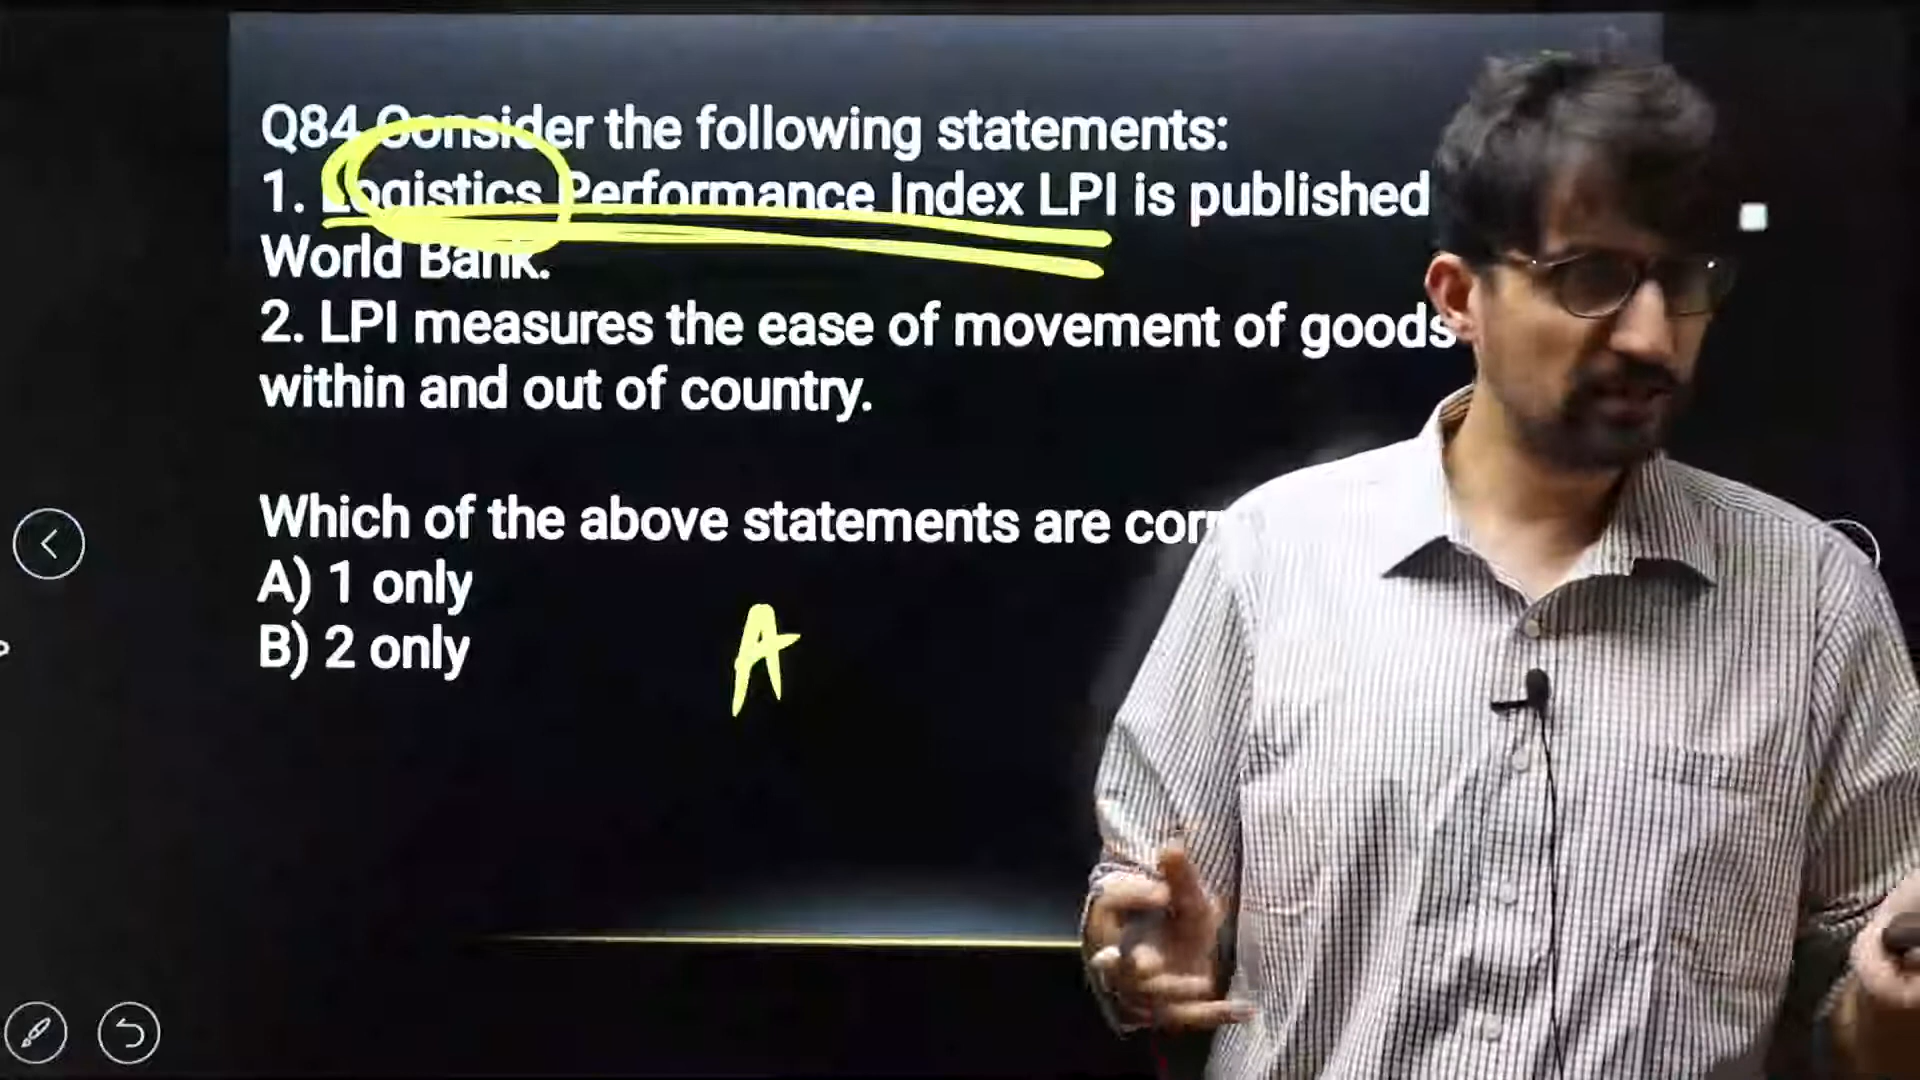 Q84 Consider the following statements:
1. Logistics Performance Index LPI is published
World Bank.
2. LPI measures the ease of movement of goods
within and out of country.
Which of the above statements are
A) 1 only
B) 2 only
A